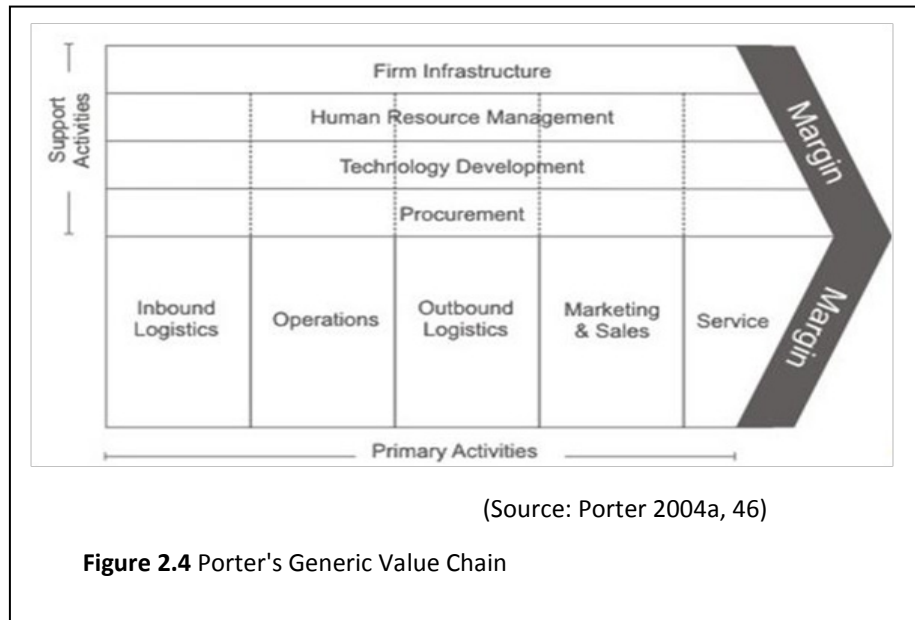 Support
Activities
Firm Infrastructure
Human Resource Management
Technology Development
Procurement
Margin
Inbound
Logistics
Operations
Outbound
Logistics
Marketing
& Sales
Service
Margin
Primary Activities
(Source: Porter 2004a, 46)
Figure 2.4 Porter's Generic Value Chain